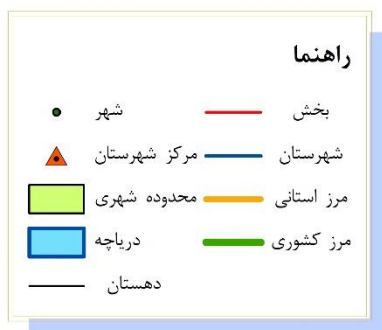 راهنما
بخش شهر
شهرستان مرکز شهرستان
مرز استانی محدوده شهری
مرز کشوری دریاچه
دهستان